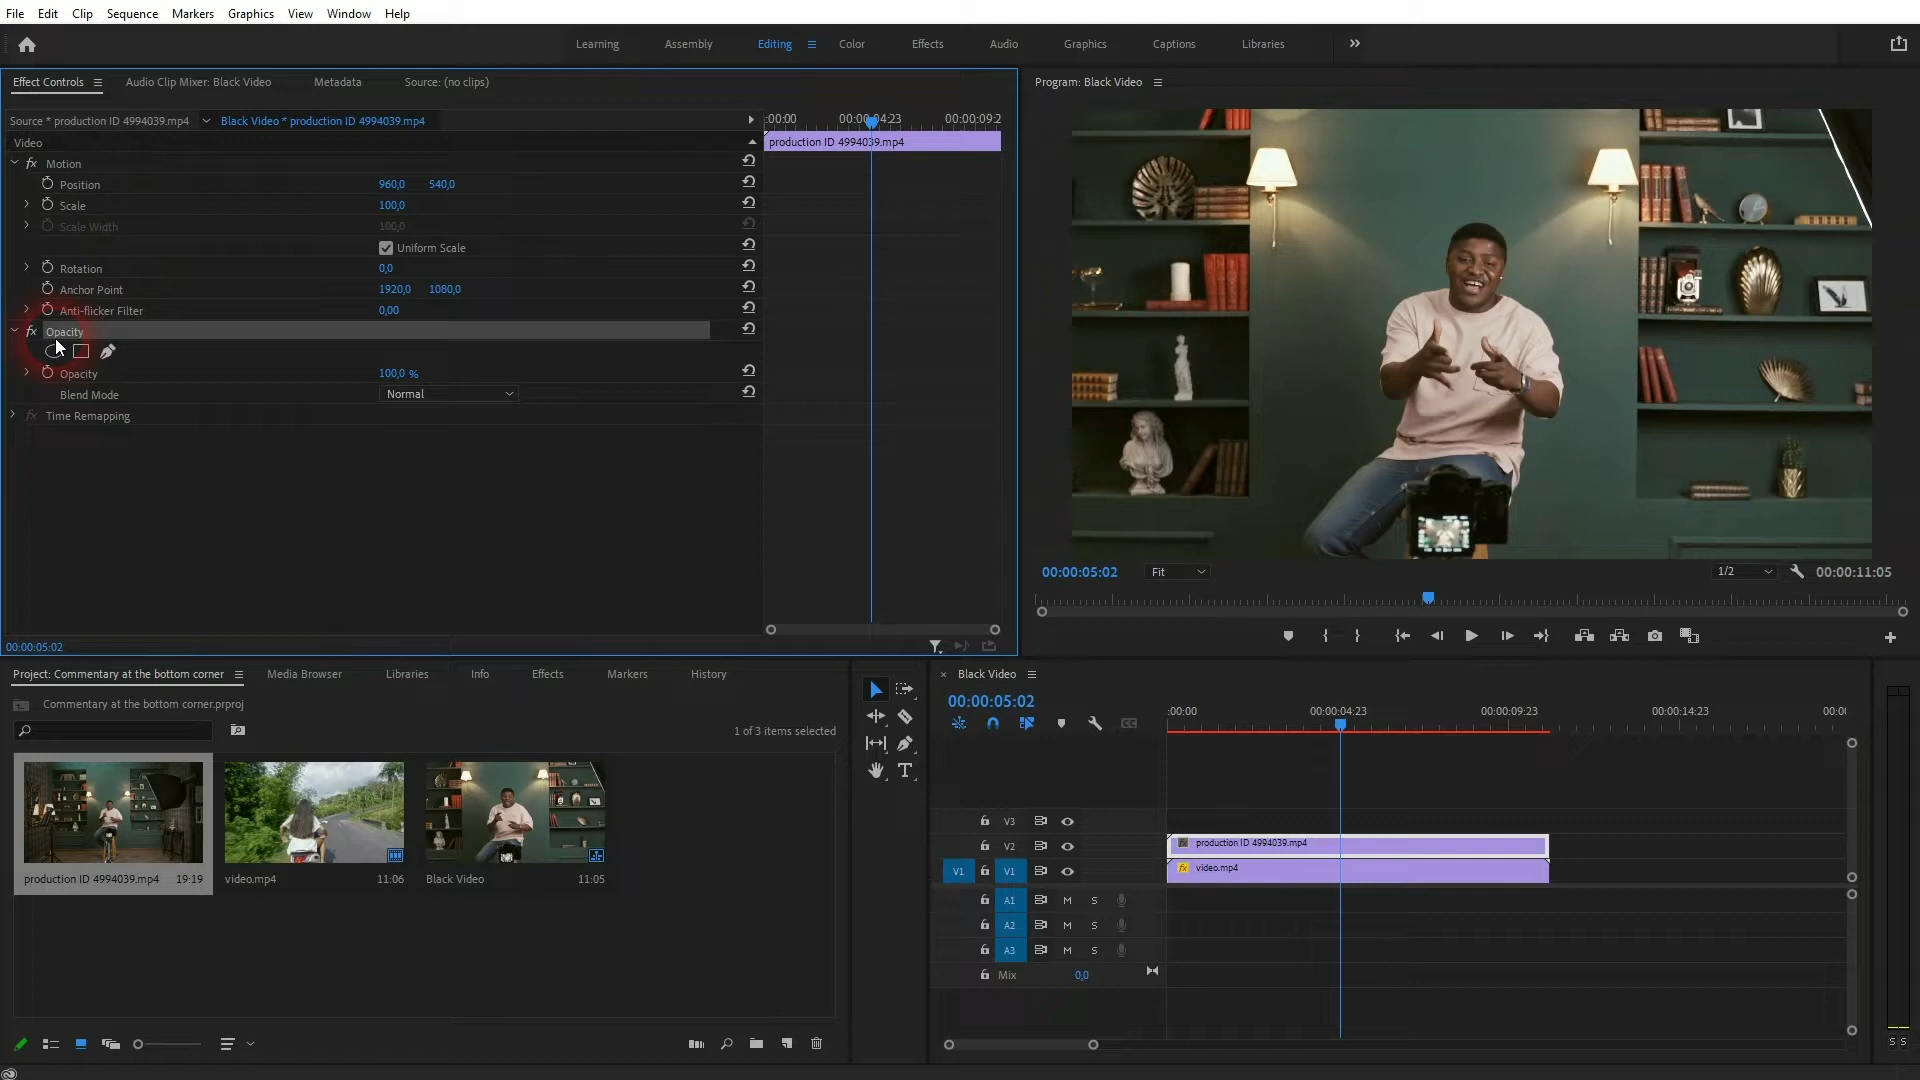 File Edit Clip Sequence Markers Graphics View Window Help
Learning Assembly Editing Color Effects Audio Graphics Captions Libraries
Effect Controls Audio Clip Mixer: Black Video Metadata Source: (no clips)
Program: Black Video
Source * production ID 4994039.mp4 Black Video * production ID 4994039.mp4
:00:00 00:00:04:23 00:00:09:2
Video
production ID 4994039.mp4
fx Motion
Position 960,0 540,0
Scale 100,0
Scale Width 100,0
Uniform Scale
Rotation 0,0
Anchor Point 1920,0 1080,0
Anti-flicker Filter 0,00
fx Opacity
Opacity 100,0 %
Blend Mode Normal
fx Time Remapping
00:00:05:02 Fit 1/2 00:00:11:05
00:00:05:02
Project: Commentary at the bottom corner Media Browser Libraries Info Effects Markers History
Commentary at the bottom corner.prproj
1 of 3 items selected
production ID 4994039.mp4 19:19
video.mp4 11:06
Black Video 11:05
× Black Video
00:00:05:02
:00:00 00:00:04:23 00:00:09:23 00:00:14:23 00:0
V3
V2 fx production ID 4994039.mp4
V1 V1 fx video.mp4
A1 M S
A2 M S
A3 M S
Mix 0,0
S S